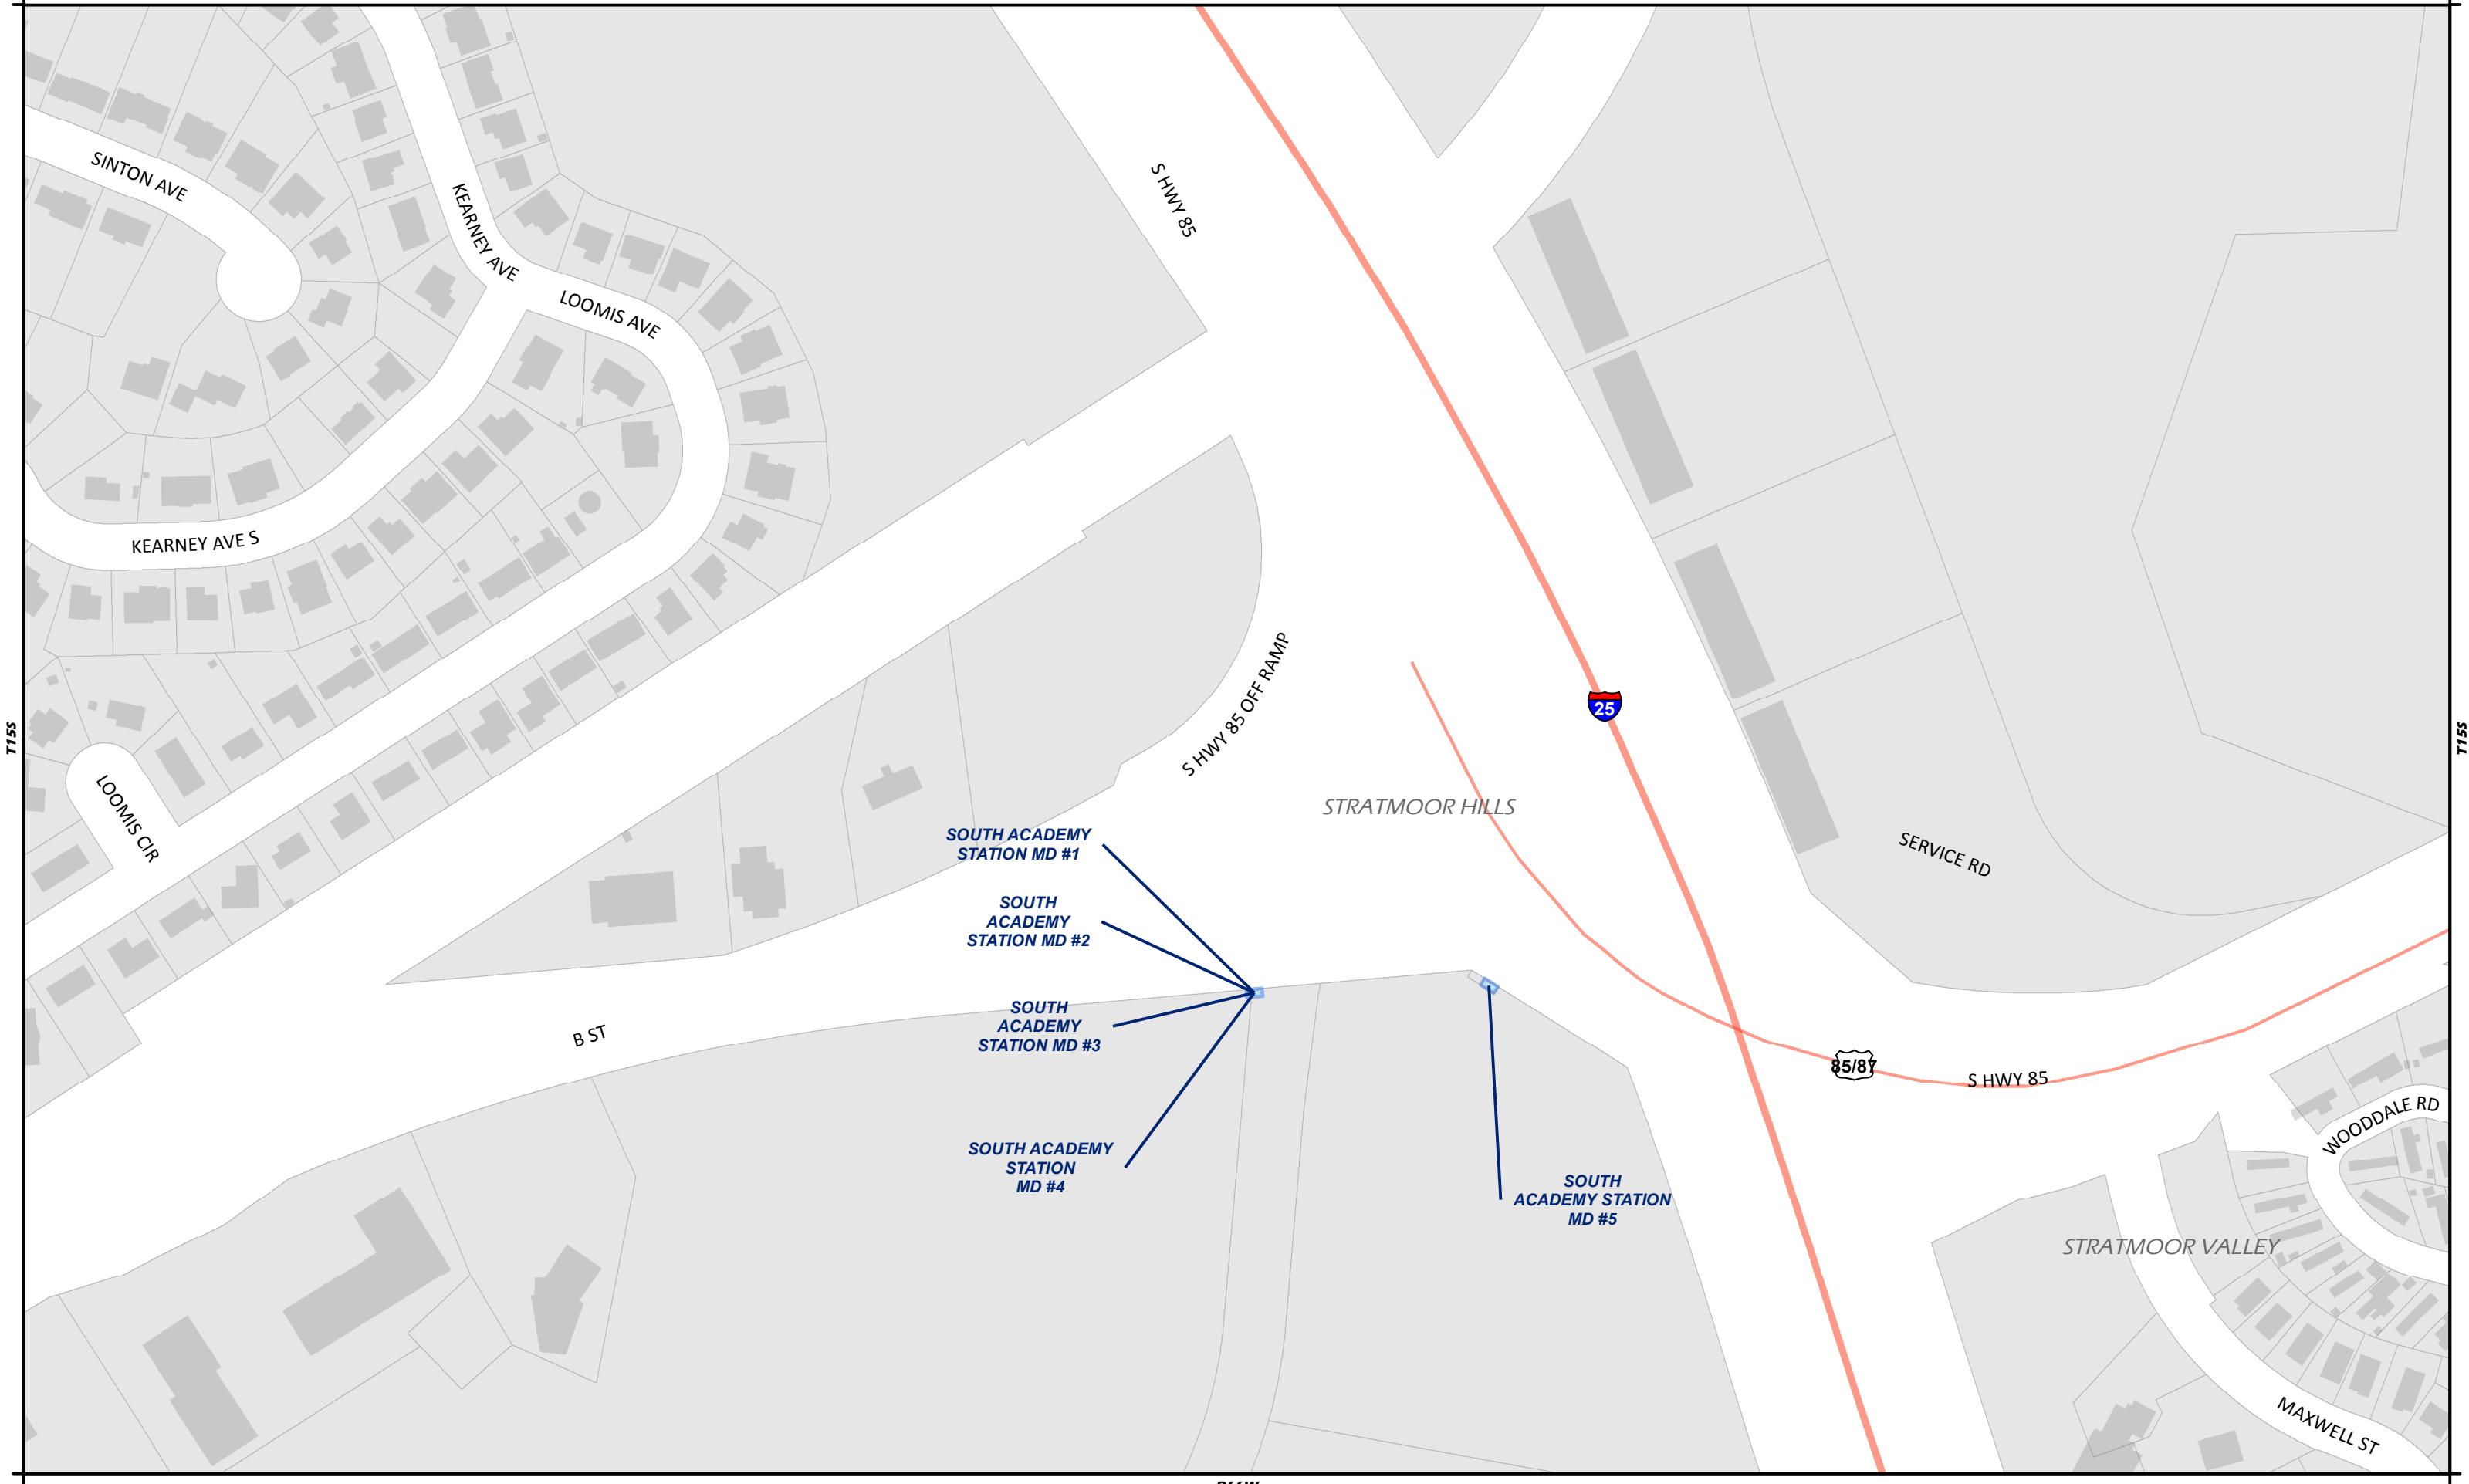 SINTON AVE
KEARNEY AVE
S HWY 85
LOOMIS AVE
KEARNEY AVE S
S HWY 85 OFF RAMP
25
T15S
T15S
LOOMIS CIR
STRATMOOR HILLS
SERVICE RD
SOUTH ACADEMY
STATION MD #1
SOUTH
ACADEMY
STATION MD #2
SOUTH
ACADEMY
STATION MD #3
B ST
85/87
S HWY 85
WOODDALE RD
SOUTH ACADEMY
STATION
MD #4
SOUTH
ACADEMY STATION
MD #5
STRATMOOR VALLEY
MAXWELL ST